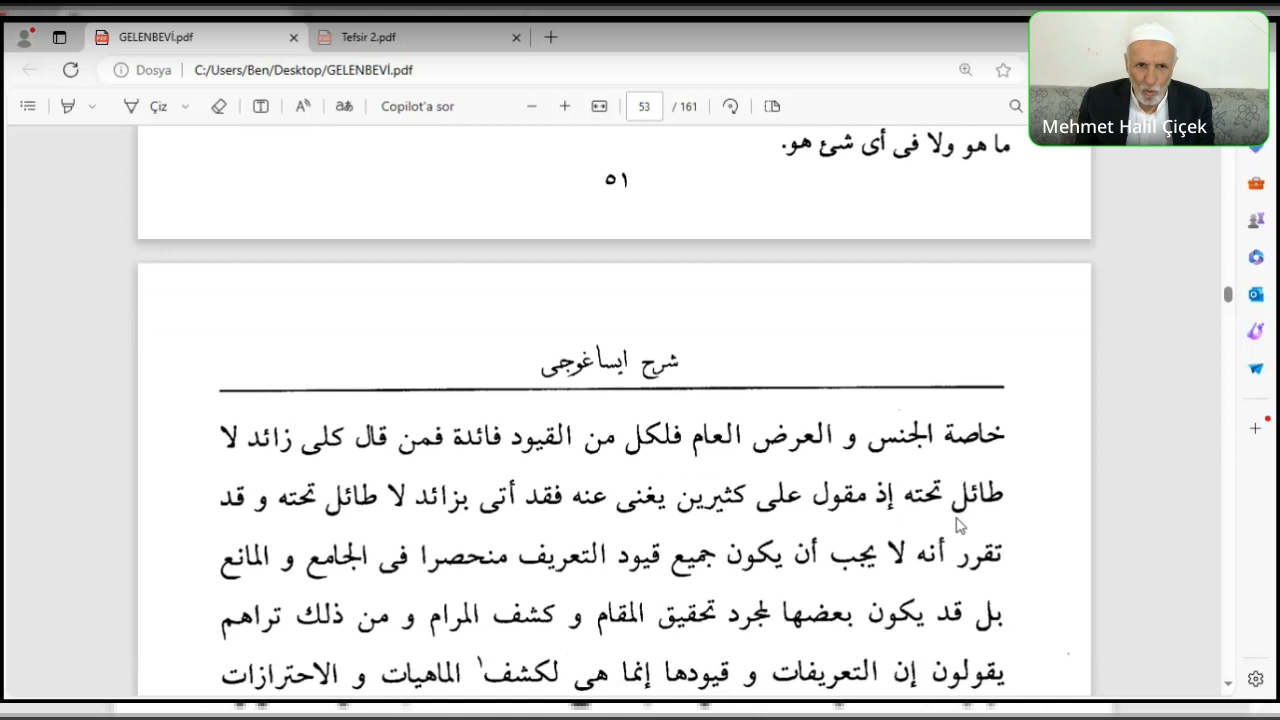 GELENBEVİ.pdf
Tefsir 2.pdf
Dosya
C:/Users/Ben/Desktop/GELENBEVİ.pdf
Çiz
Copilot'a sor
53 / 161
Mehmet Halil Çiçek
ما هو ولا فى أى شئ هو.
٥١
شرح ايساغوجى
خاصة الجنس و العرض العام فلكل من القيود فائدة فمن قال كلى زائد لا
طائل تحته إذ مقول على كثيرين يغنى عنه فقد أتى بزائد لا طائل تحته و قد
تقرر أنه لا يجب أن يكون جميع قيود التعريف منحصرا فى الجامع و المانع
بل قد يكون بعضها لمجرد تحقيق المقام و كشف المرام و من ذلك تراهم
يقولون إن التعريفات و قيودها إنما هى لكشف١ الماهيات و الاحترازات